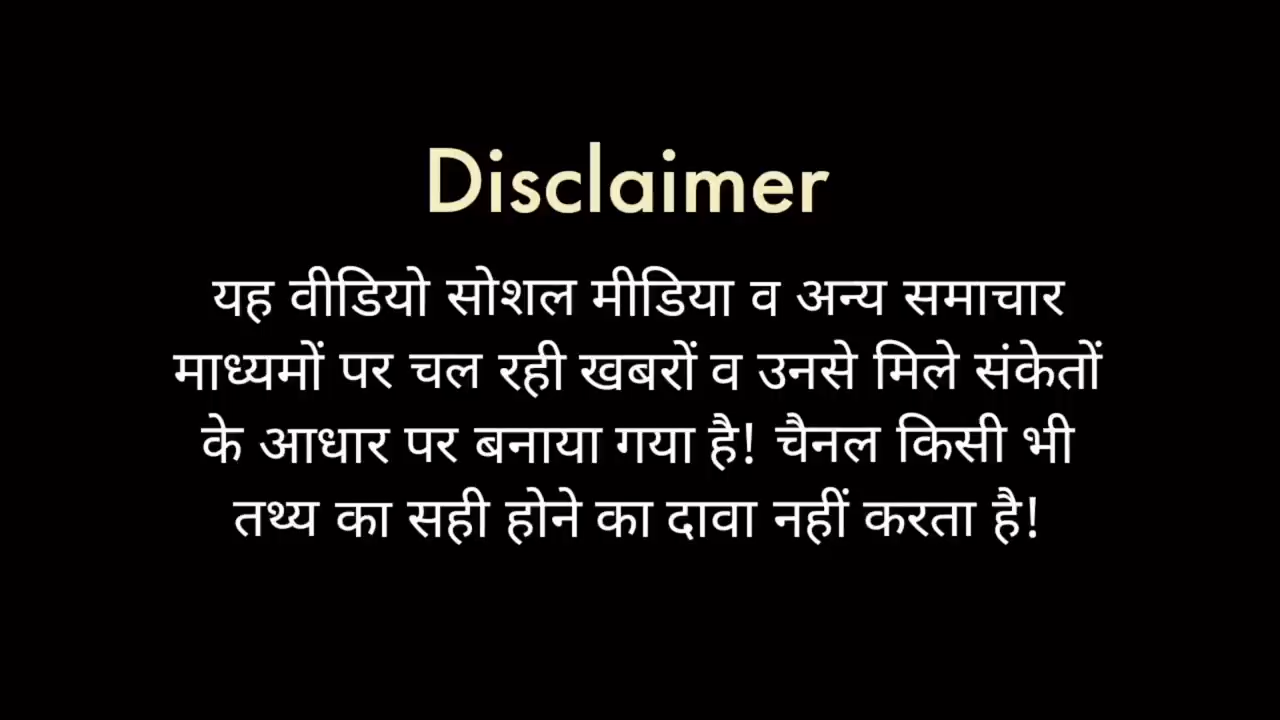 Disclaimer
यह वीडियो सोशल मीडिया व अन्य समाचार
माध्यमों पर चल रही खबरों व उनसे मिले संकेतों
के आधार पर बनाया गया है! चैनल किसी भी
तथ्य का सही होने का दावा नहीं करता है!